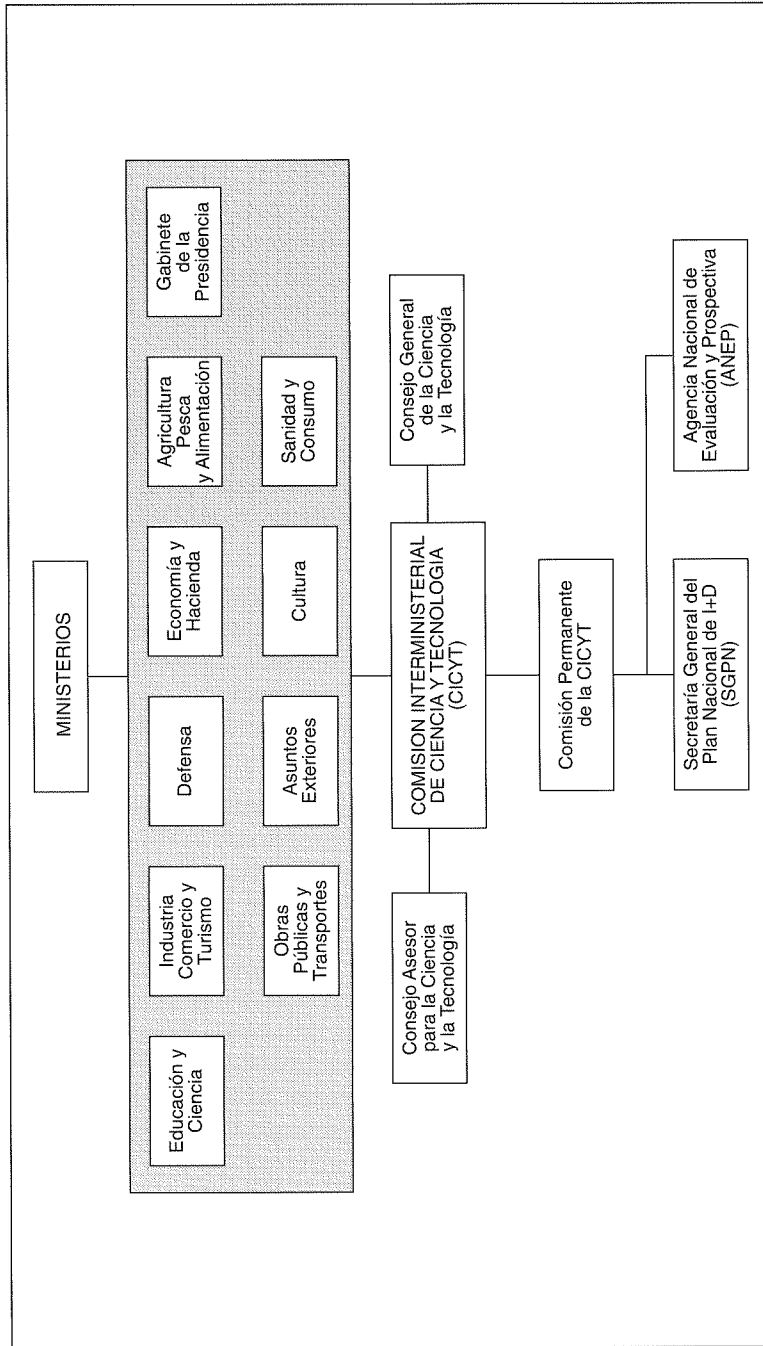 MINISTERIOS
Educación y
Ciencia
Industria
Comercio y
Turismo
Defensa
Economía y
Hacienda
Agricultura
Pesca
y Alimentación
Gabinete
de la
Presidencia
Obras
Públicas y
Transportes
Asuntos
Exteriores
Cultura
Sanidad y
Consumo
Consejo Asesor
para la Ciencia
y la Tecnología
COMISION INTERMINISTERIAL
DE CIENCIA Y TECNOLOGIA
(CICYT)
Consejo General
de la Ciencia
y la Tecnología
Comisión Permanente
de la CICYT
Secretaría General del
Plan Nacional de I+D
(SGPN)
Agencia Nacional de
Evaluación y Prospectiva
(ANEP)